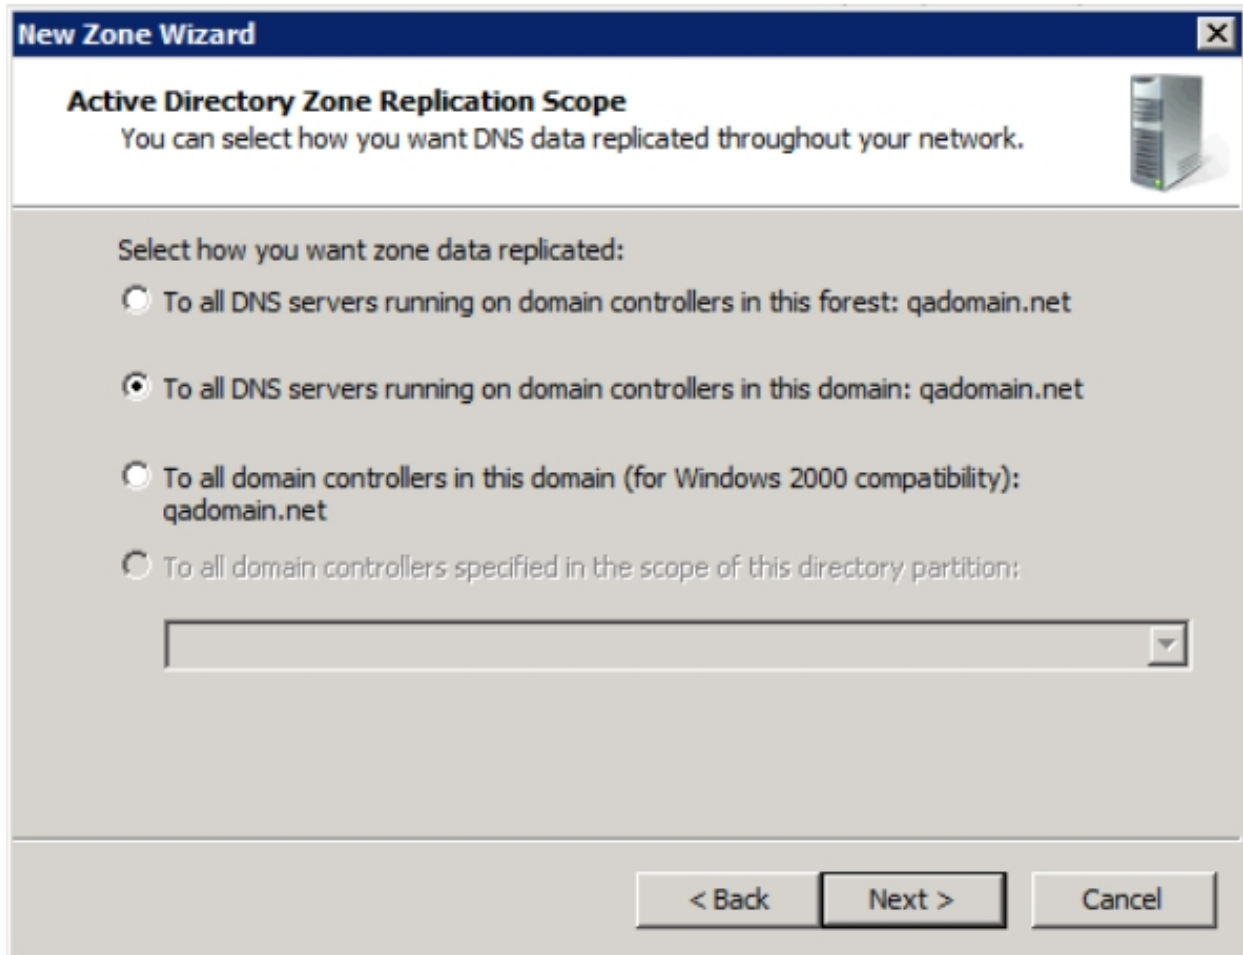 New Zone Wizard
Active Directory Zone Replication Scope
You can select how you want DNS data replicated throughout your network.
Select how you want zone data replicated:
To all DNS servers running on domain controllers in this forest: qadomain.net
To all DNS servers running on domain controllers in this domain: qadomain.net
To all domain controllers in this domain (for Windows 2000 compatibility):
qadomain.net
To all domain controllers specified in the scope of this directory partition:
< Back
Next >
Cancel